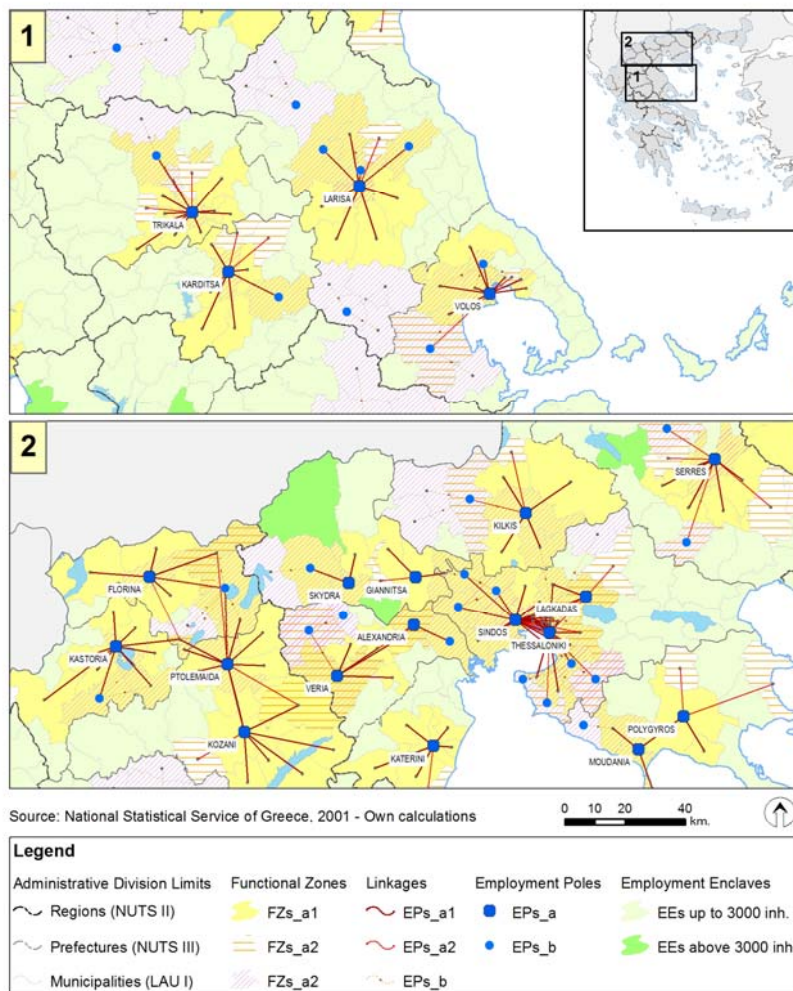 1
2
1
LARISA
TRIKALA
KARDITSA
VOLOS
2
SERRES
KILKIS
FLORINA
SKYDRA
GIANNITSA
LAGKADAS
SINDOS
ALEXANDRIA
THESSALONIKI
KASTORIA
PTOLEMAIDA
VERIA
POLYGYROS
KOZANI
KATERINI
MOUDANIA
Source: National Statistical Service of Greece, 2001 - Own calculations
0 10 20 40
km.
Legend
Administrative Division Limits Functional Zones Linkages Employment Poles Employment Enclaves
Regions (NUTS II) FZs_a1 EPs_a1 EPs_a EEs up to 3000 inh.
Prefectures (NUTS III) FZs_a2 EPs_a2 EPs_b EEs above 3000 inh
Municipalities (LAU I) FZs_a2 EPs_b